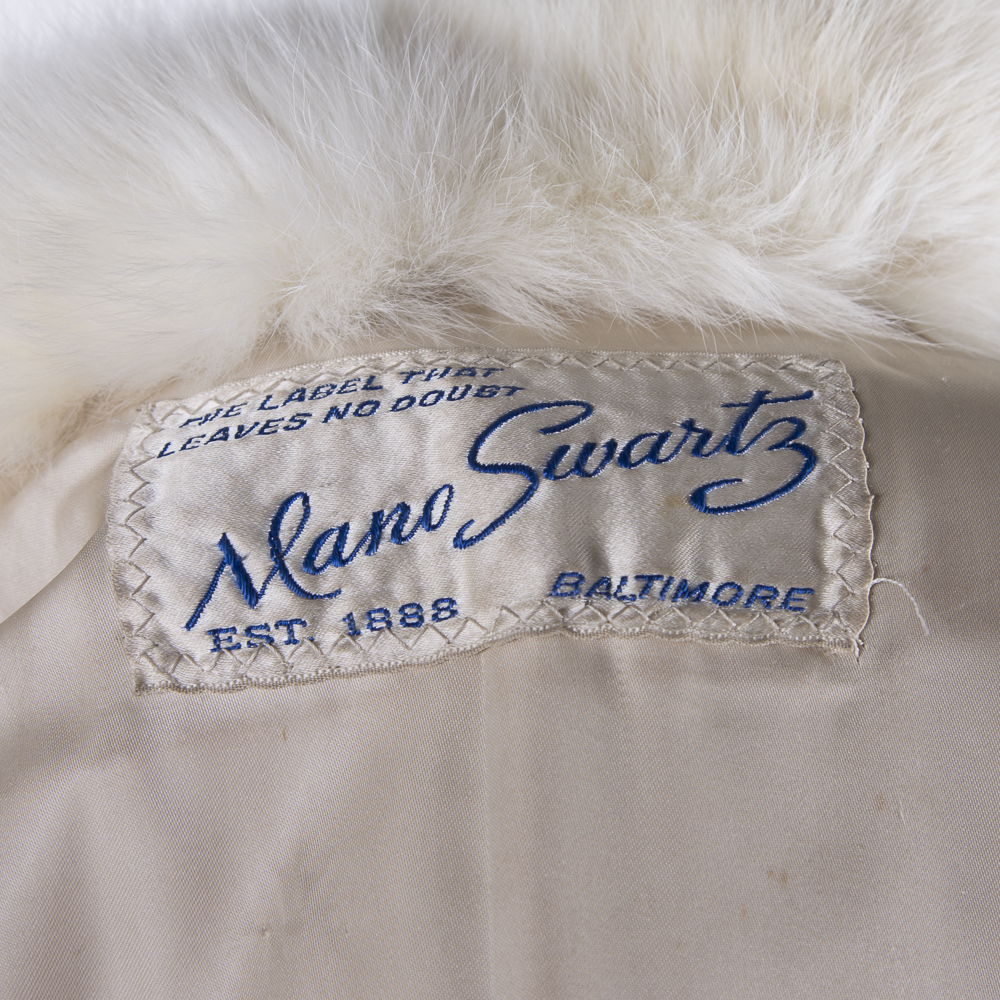 THE LABEL THAT
LEAVES NO DOUBT
Mano Swartz
EST. 1888 BALTIMORE